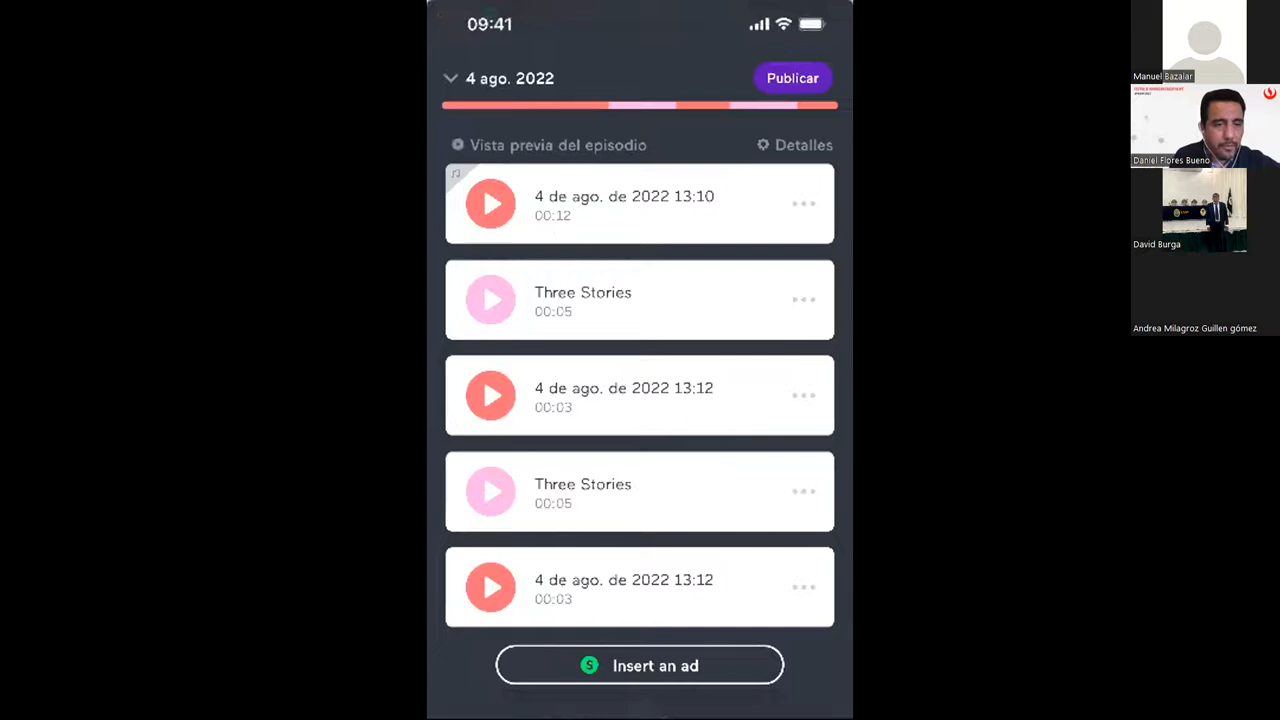 09:41
4 ago. 2022
Publicar
Vista previa del episodio
Detalles
4 de ago. de 2022 13:10
00:12
Three Stories
00:05
4 de ago. de 2022 13:12
00:03
Three Stories
00:05
4 de ago. de 2022 13:12
00:03
S Insert an ad
Manuel Bazalar
Daniel Flores Bueno
David Burga
Andrea Milagroz Guillen gómez